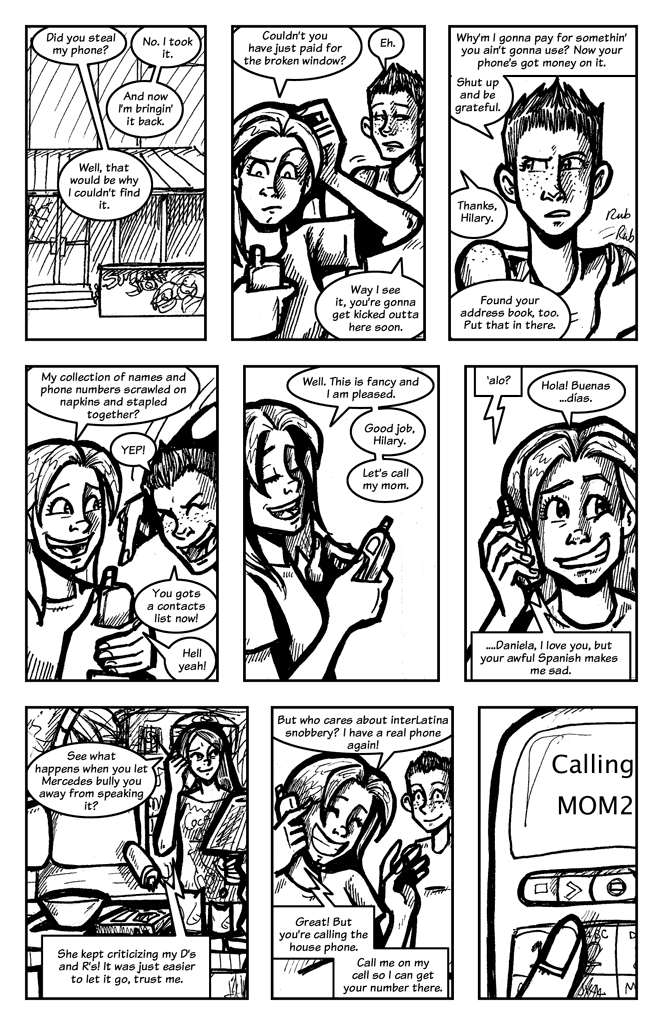 Did you steal
my phone?
No. I took
it.
And now
I'm bringin'
it back.
Well, that
would be why
I couldn't find
it.
Couldn't you
have just paid for
the broken window?
Eh.
Way I see
it, you're gonna
get kicked outta
here soon.
Why'm I gonna pay for somethin'
you ain't gonna use? Now your
phone's got money on it.
Shut up
and be
grateful.
Thanks,
Hilary.
Rub
Rub
Found your
address book, too.
Put that in there.
My collection of names and
phone numbers scrawled on
napkins and stapled
together?
YEP!
You gots
a contacts
list now!
Hell
yeah!
Well. This is fancy and
I am pleased.
Good job,
Hilary.
Let's call
my mom.
'alo?
Hola! Buenas
...días.
....Daniela, I love you, but
your awful Spanish makes
me sad.
See what
happens when you let
Mercedes bully you
away from speaking
it?
She kept criticizing my D's
and R's! It was just easier
to let it go, trust me.
But who cares about interLatina
snobbery? I have a real phone
again!
Great! But
you're calling the
house phone.
Call me on my
cell so I can get
your number there.
Calling
MOM2